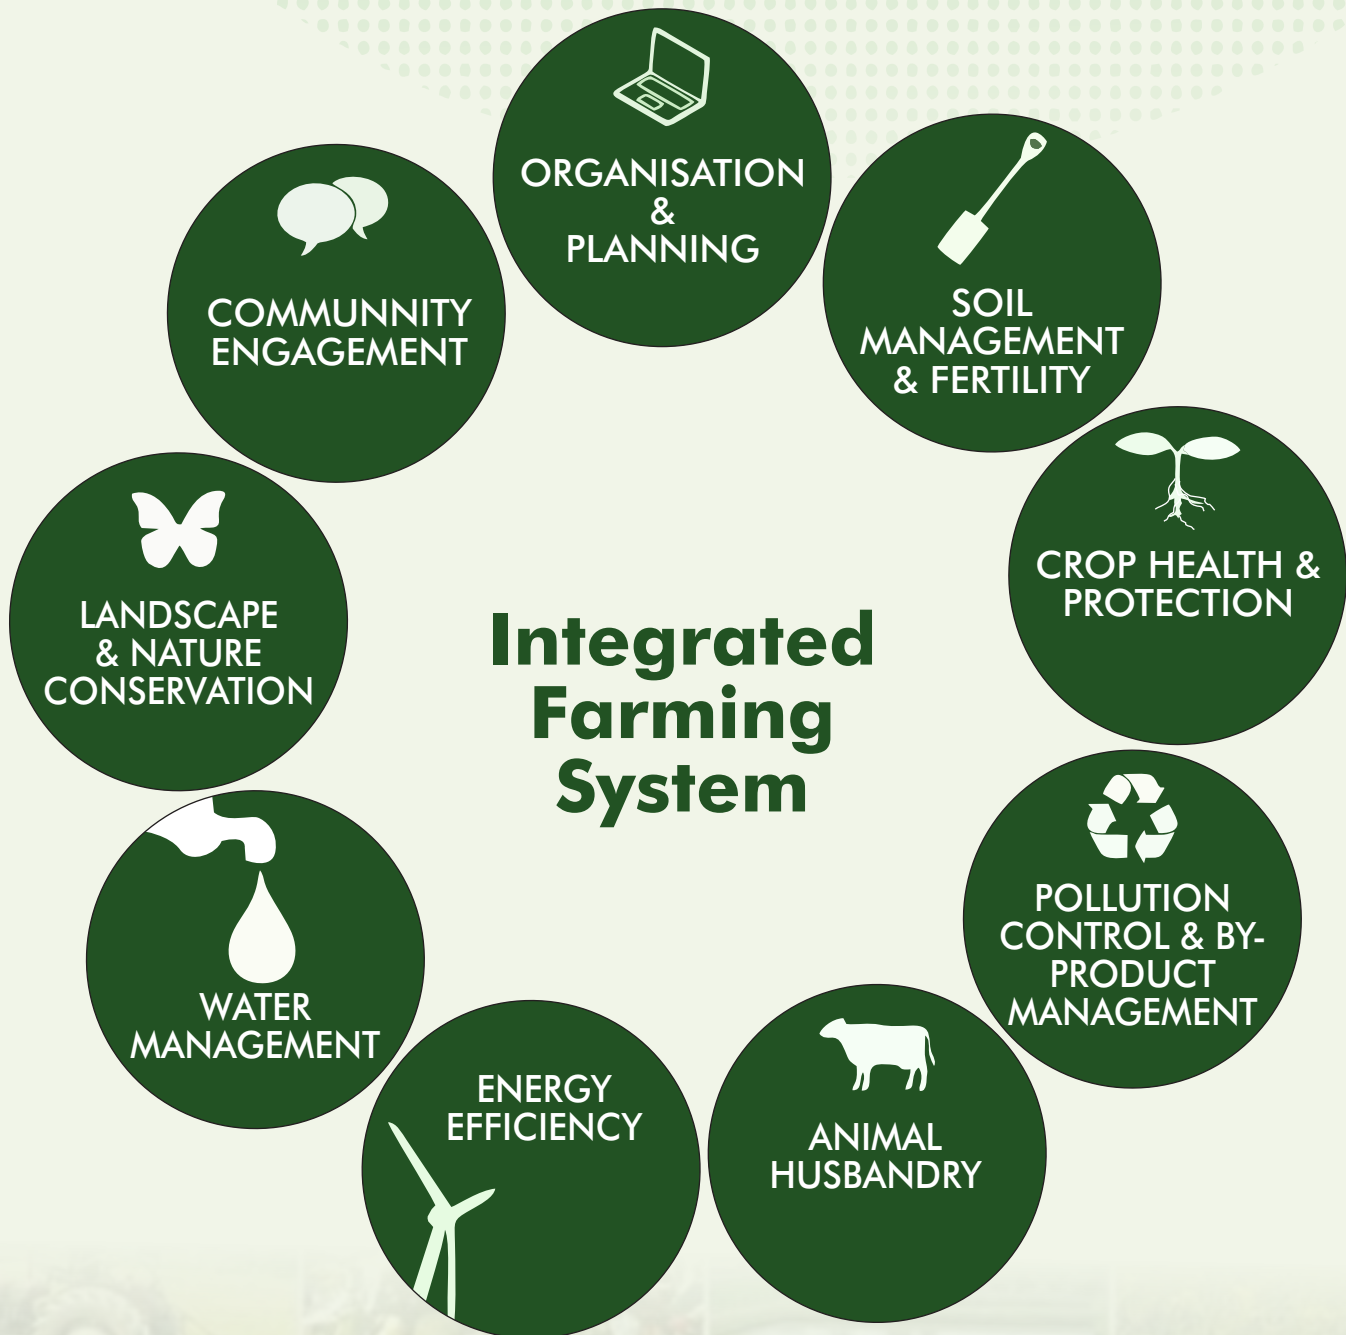 ORGANISATION
&
PLANNING
SOIL
MANAGEMENT
& FERTILITY
CROP HEALTH &
PROTECTION
POLLUTION
CONTROL & BY-
PRODUCT
MANAGEMENT
ANIMAL
HUSBANDRY
ENERGY
EFFICIENCY
WATER
MANAGEMENT
LANDSCAPE
& NATURE
CONSERVATION
COMMUNNITY
ENGAGEMENT
Integrated
Farming
System